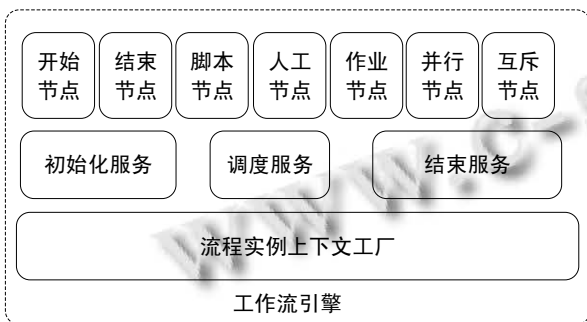 开始 结束 脚本 人工 作业 并行 互斥
节点 节点 节点 节点 节点 节点 节点
初始化服务 调度服务 结束服务
流程实例上下文工厂
工作流引擎
www.c-